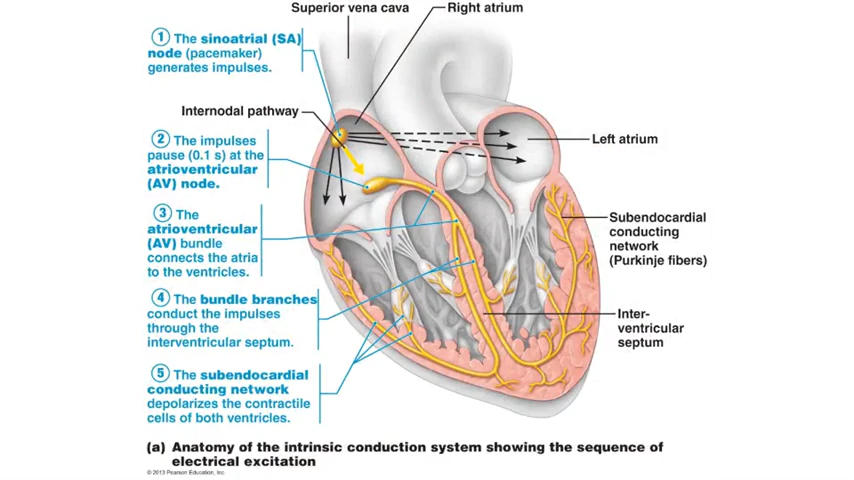 Superior vena cava
Right atrium
① The sinoatrial (SA)
node (pacemaker)
generates impulses.
Internodal pathway
② The impulses
pause (0.1 s) at the
atrioventricular
(AV) node.
Left atrium
③ The
atrioventricular
(AV) bundle
connects the atria
to the ventricles.
Subendocardial
conducting
network
(Purkinje fibers)
④ The bundle branches
conduct the impulses
through the
interventricular septum.
Inter-
ventricular
septum
⑤ The subendocardial
conducting network
depolarizes the contractile
cells of both ventricles.
(a) Anatomy of the intrinsic conduction system showing the sequence of
electrical excitation
© 2013 Pearson Education, Inc.